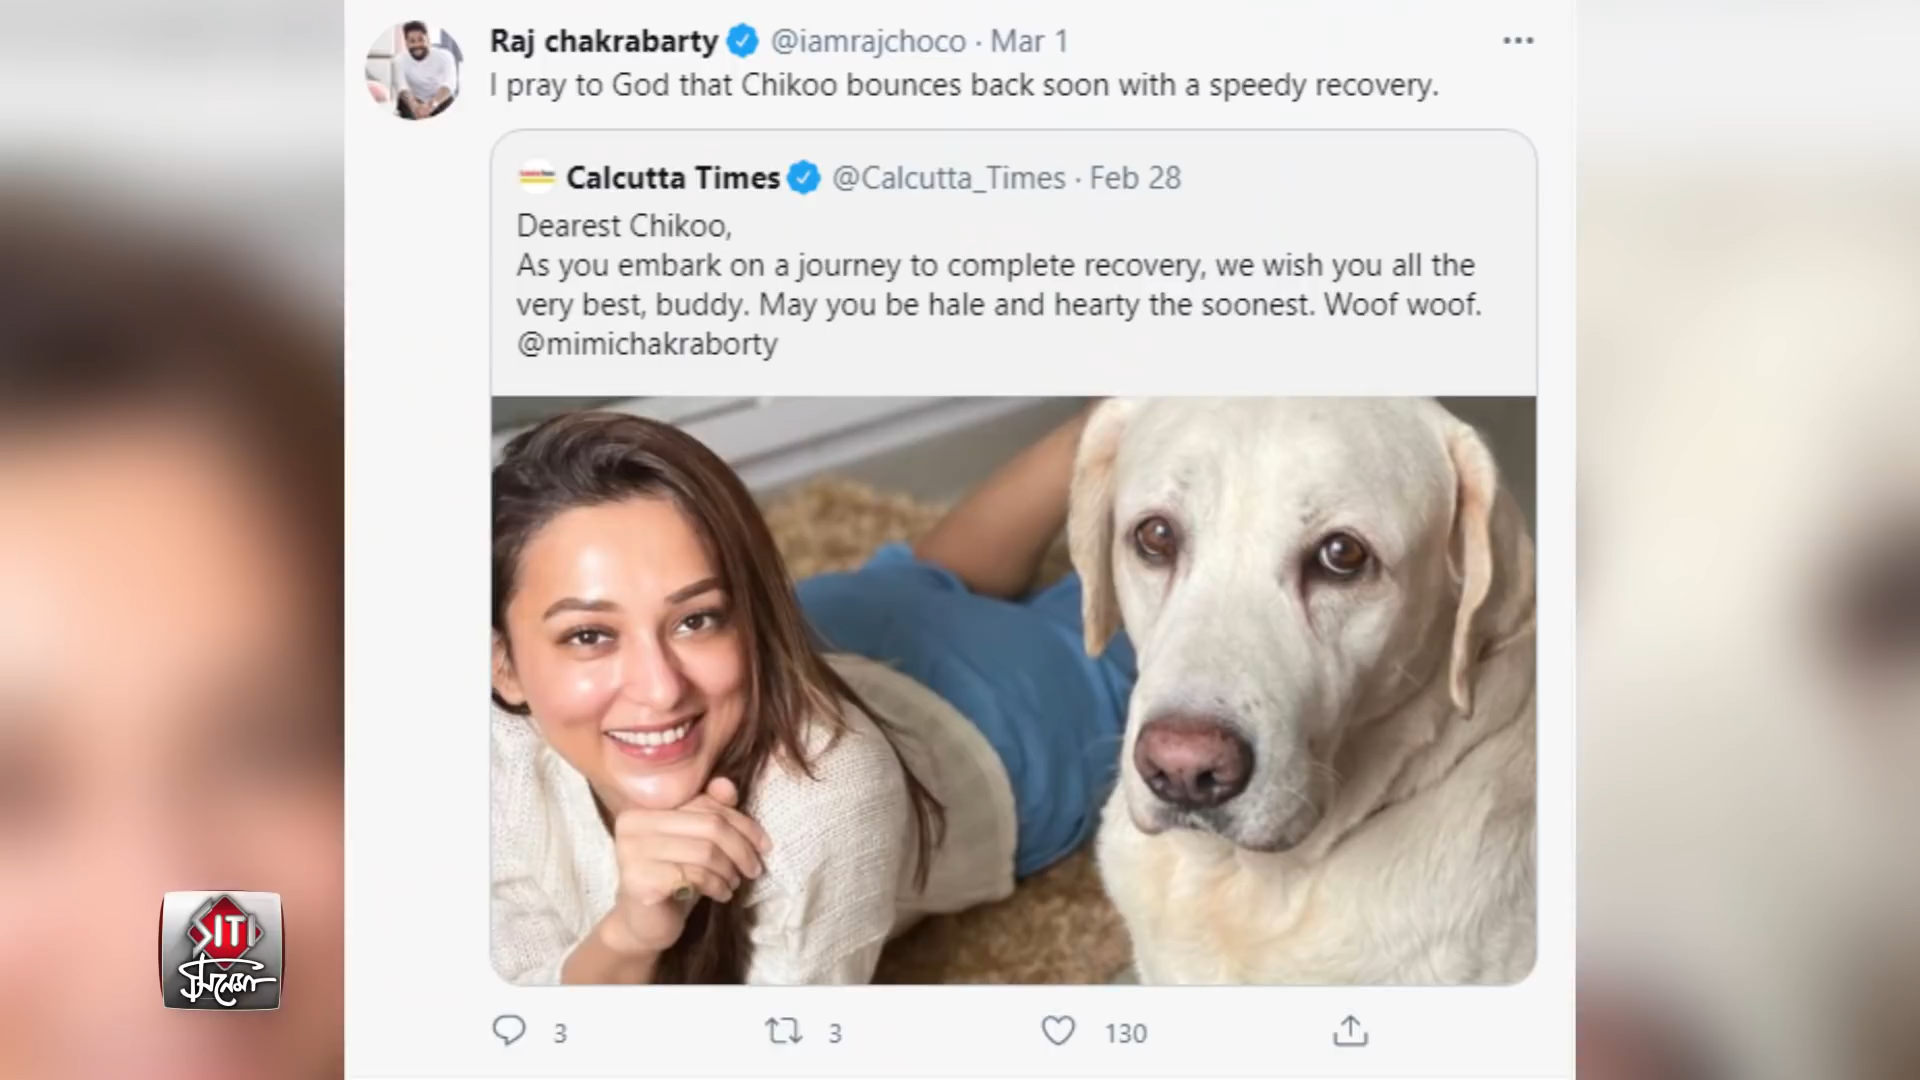 Raj chakrabarty @iamrajchoco · Mar 1
I pray to God that Chikoo bounces back soon with a speedy recovery.
Calcutta Times @Calcutta_Times · Feb 28
Dearest Chikoo,
As you embark on a journey to complete recovery, we wish you all the
very best, buddy. May you be hale and hearty the soonest. Woof woof.
@mimichakraborty
3 3 130
SITI
সিনেমা